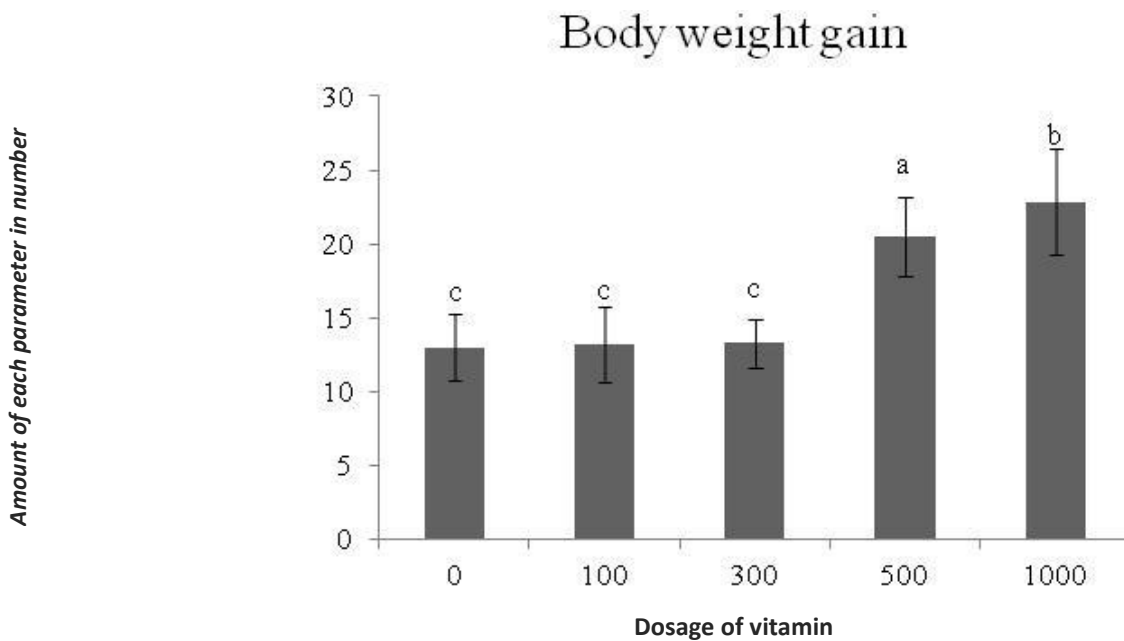 Body weight gain
Amount of each parameter in number
30
25
20
15
10
5
0
c
c
c
a
b
0 100 300 500 1000
Dosage of vitamin